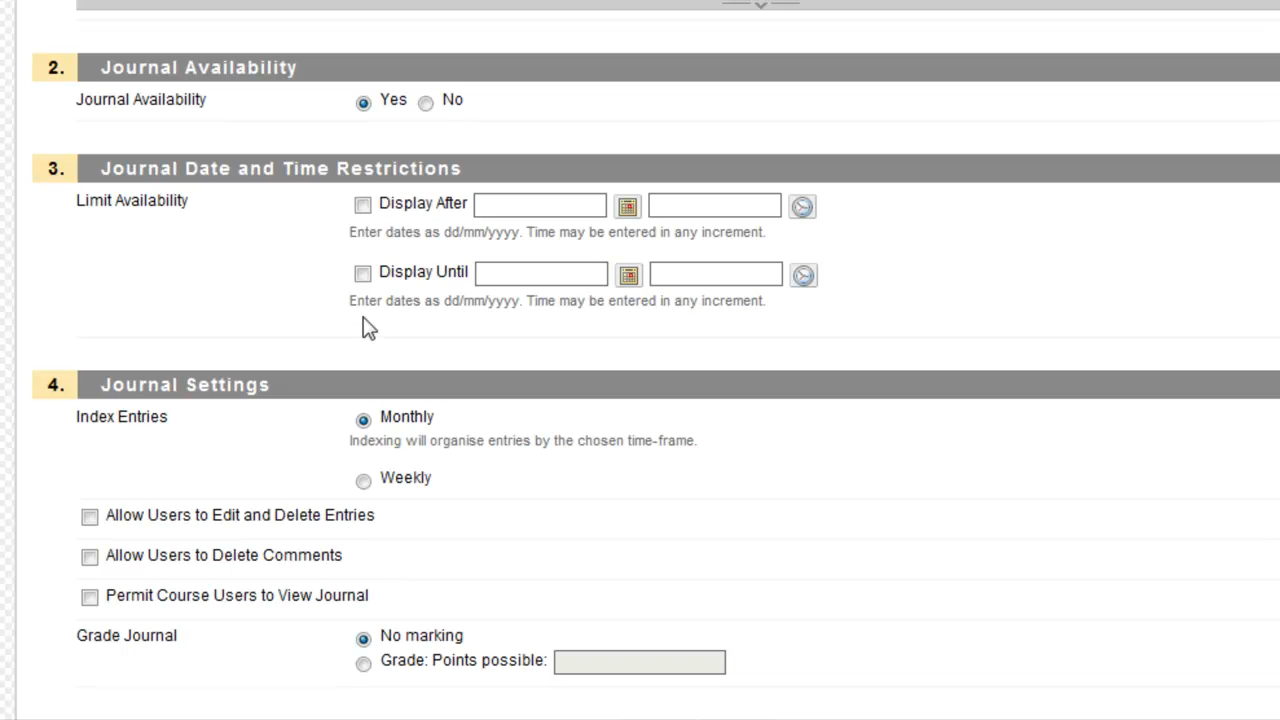 2. Journal Availability
Journal Availability Yes No
3. Journal Date and Time Restrictions
Limit Availability Display After
Enter dates as dd/mm/yyyy. Time may be entered in any increment.
Display Until
Enter dates as dd/mm/yyyy. Time may be entered in any increment.
4. Journal Settings
Index Entries Monthly
Indexing will organise entries by the chosen time-frame.
Weekly
Allow Users to Edit and Delete Entries
Allow Users to Delete Comments
Permit Course Users to View Journal
Grade Journal No marking
Grade: Points possible: